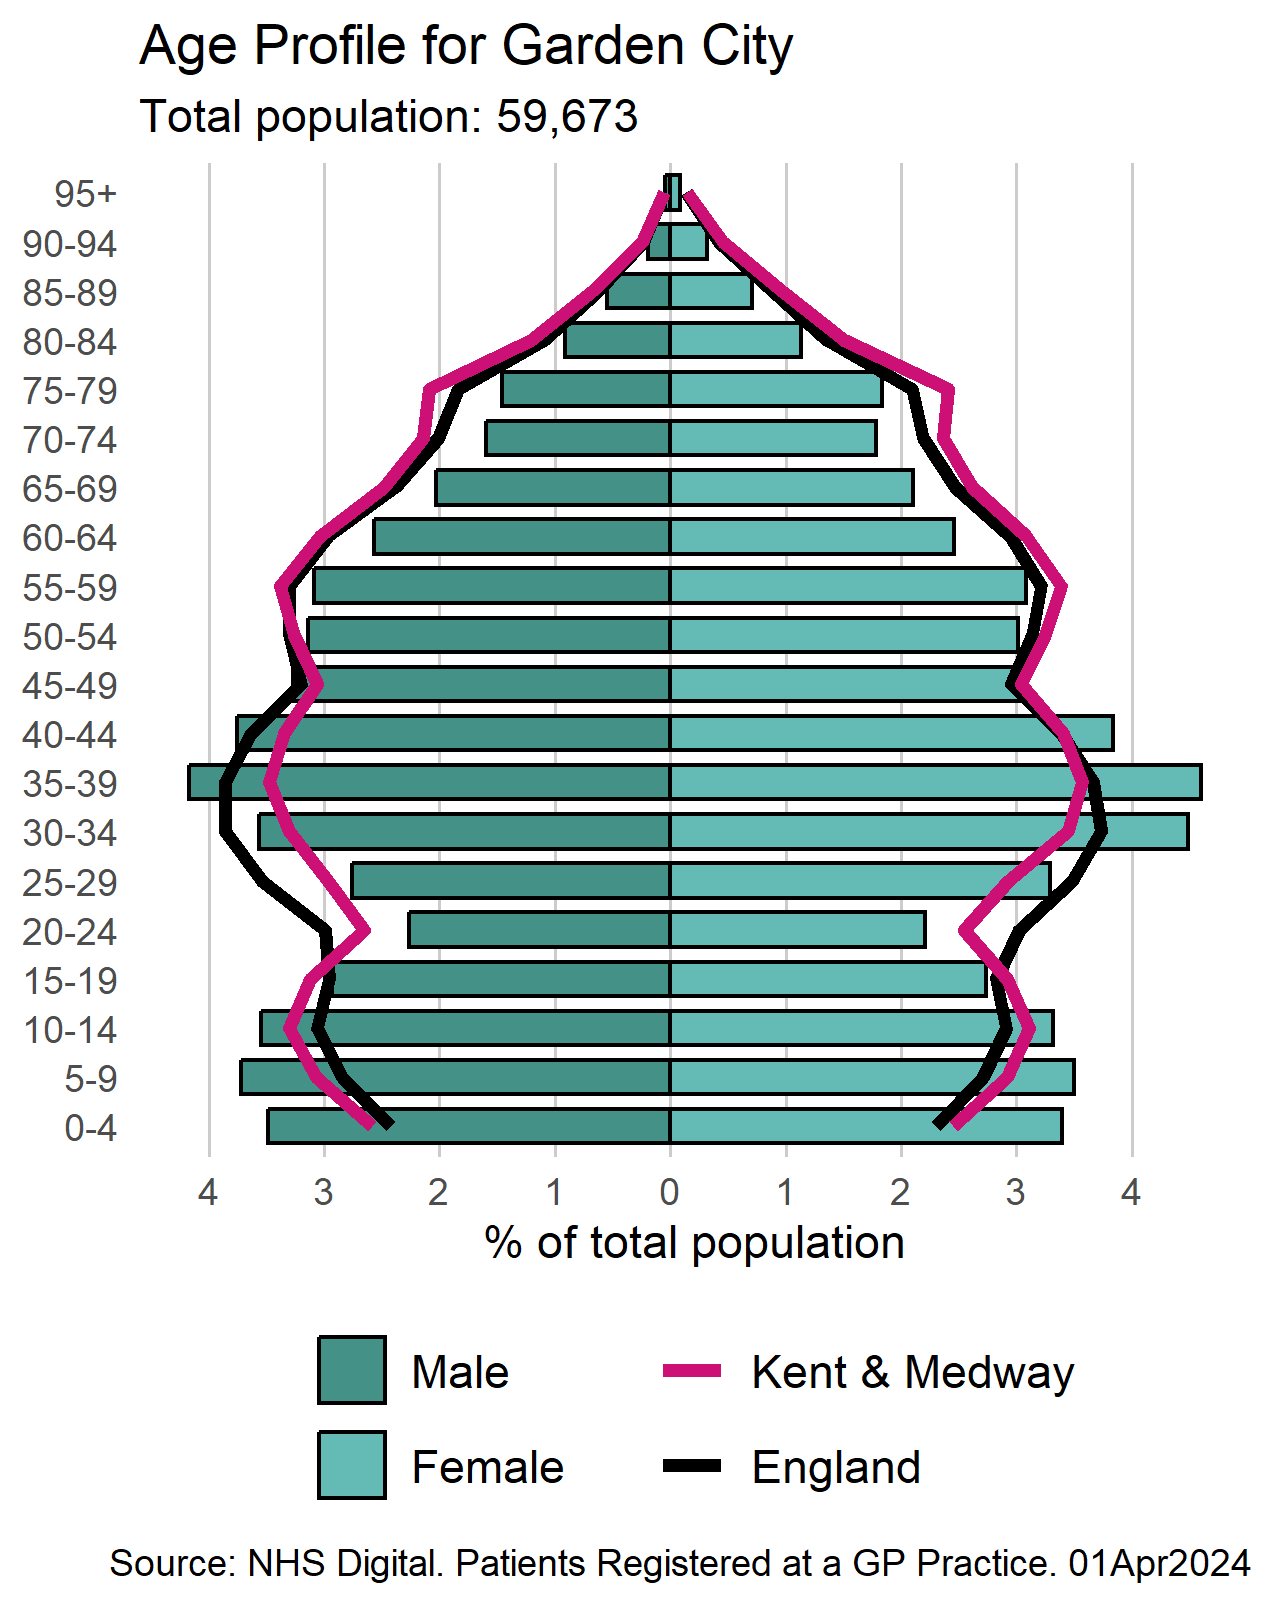 Age Profile for Garden City
Total population: 59,673
95+
90-94
85-89
80-84
75-79
70-74
65-69
60-64
55-59
50-54
45-49
40-44
35-39
30-34
25-29
20-24
15-19
10-14
5-9
0-4
4 3 2 1 0 1 2 3 4
% of total population
Male Kent & Medway
Female England
Source: NHS Digital. Patients Registered at a GP Practice. 01Apr2024